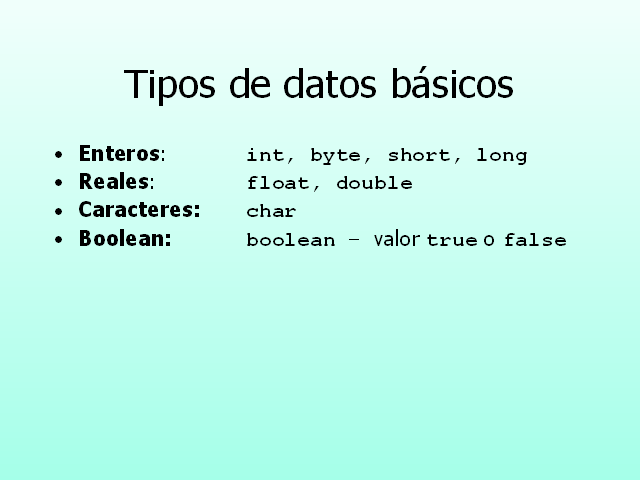 Tipos de datos básicos
• Enteros: int, byte, short, long
• Reales: float, double
• Caracteres: char
• Boolean: boolean – valor true o false